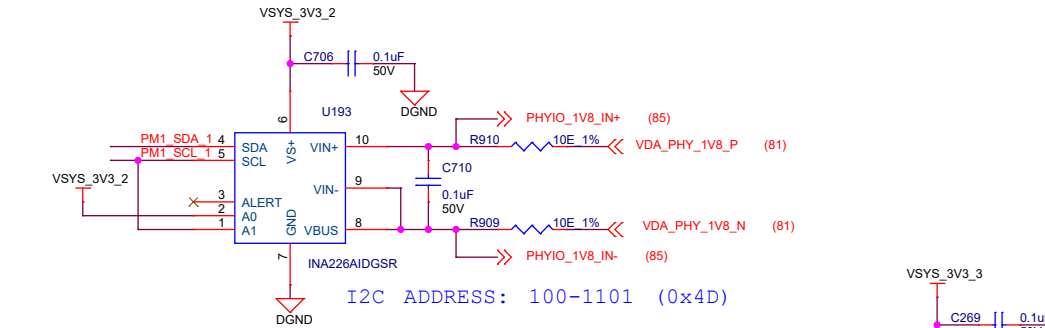 VSYS_3V3_2
C706 0.1uF
50V
DGND
U193
6
PHYIO_1V8_IN+ (85)
PM1_SDA_1 4 SDA VS+ VIN+ 10 R910 10E_1% VDA_PHY_1V8_P (81)
PM1_SCL_1 5 SCL
C710
VSYS_3V3_2
VIN- 9
0.1uF
50V
3 ALERT
2 A0
1 A1 GND VBUS 8 R909 10E_1% VDA_PHY_1V8_N (81)
7
INA226AIDGSR
PHYIO_1V8_IN- (85)
VSYS_3V3_3
I2C ADDRESS: 100-1101 (0x4D)
DGND
C269